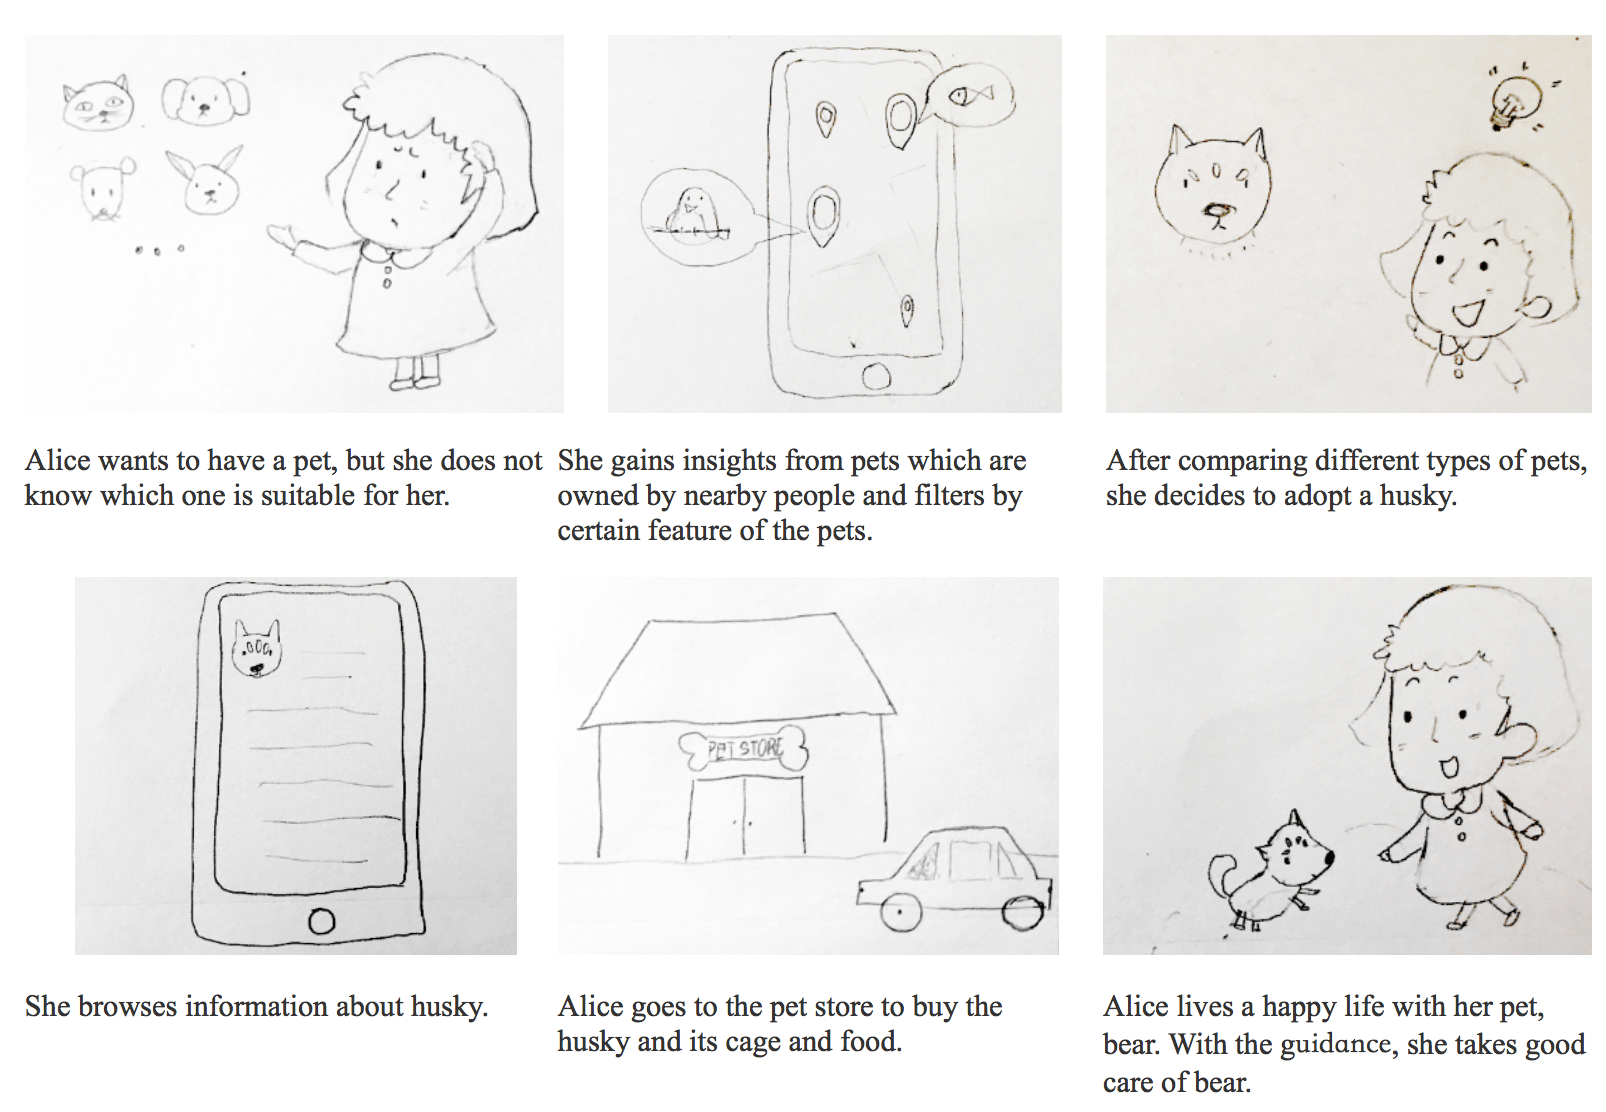 Alice wants to have a pet, but she does not
know which one is suitable for her.
She gains insights from pets which are
owned by nearby people and filters by
certain feature of the pets.
After comparing different types of pets,
she decides to adopt a husky.
PET STORE
She browses information about husky.
Alice goes to the pet store to buy the
husky and its cage and food.
Alice lives a happy life with her pet,
bear. With the guidance, she takes good
care of bear.